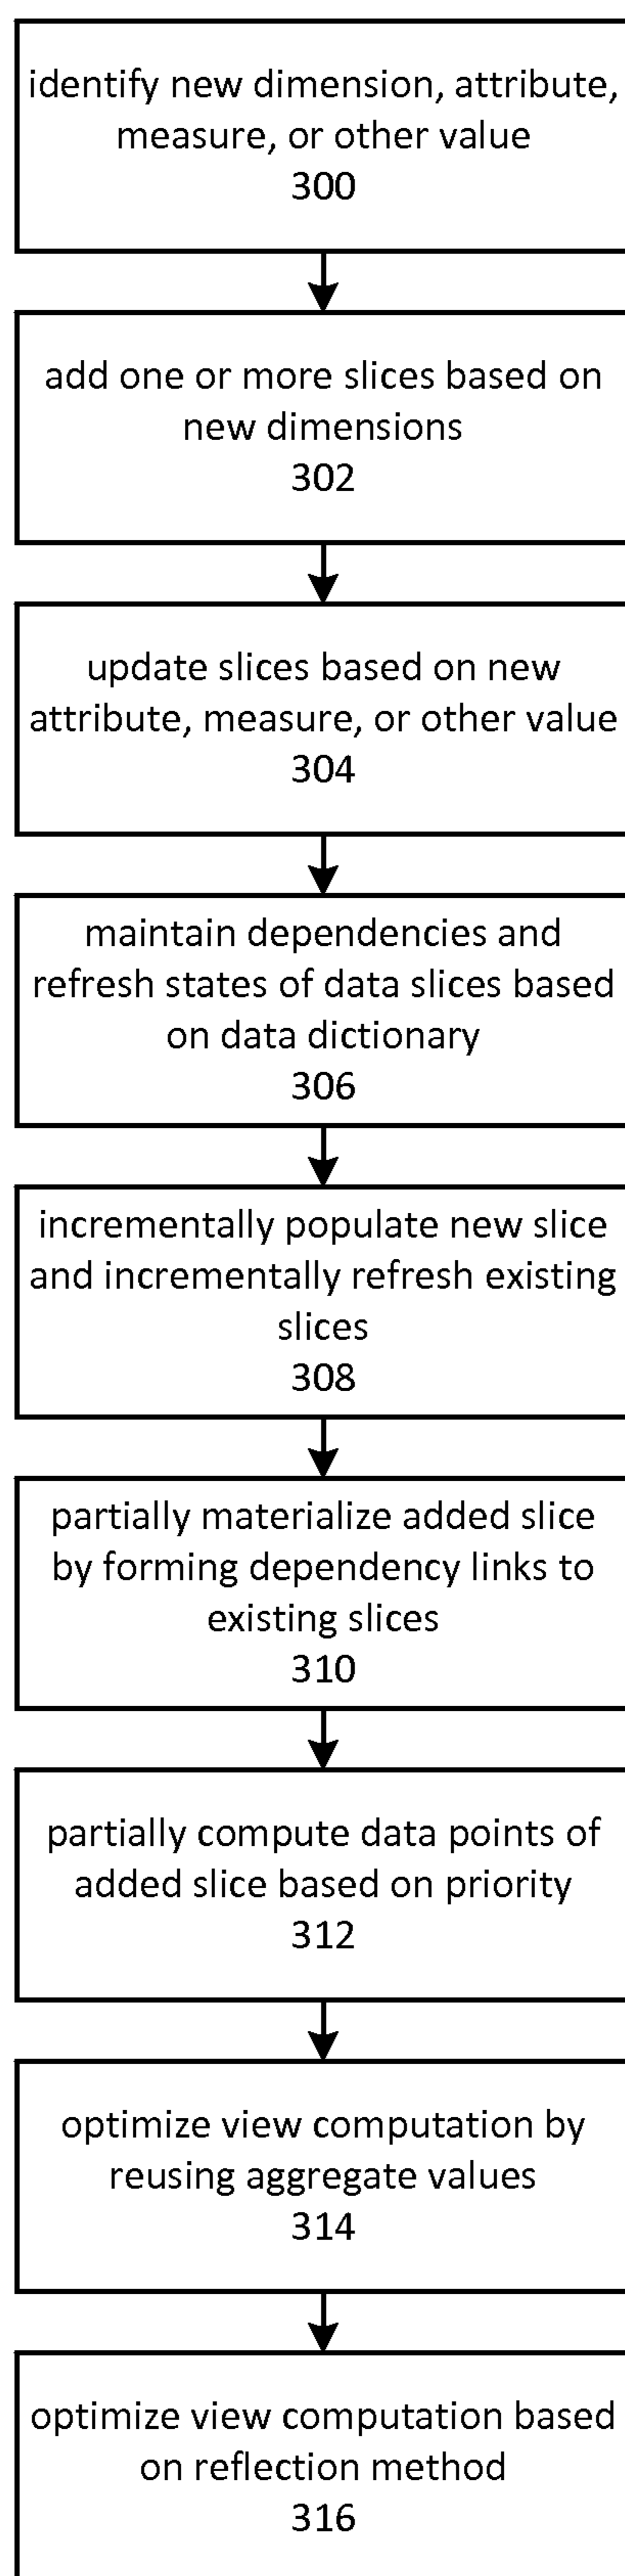 identify new dimension, attribute,
measure, or other value
300
add one or more slices based on
new dimensions
302
update slices based on new
attribute, measure, or other value
304
maintain dependencies and
refresh states of data slices based
on data dictionary
306
incrementally populate new slice
and incrementally refresh existing
slices
308
partially materialize added slice
by forming dependency links to
existing slices
310
partially compute data points of
added slice based on priority
312
optimize view computation by
reusing aggregate values
314
optimize view computation based
on reflection method
316